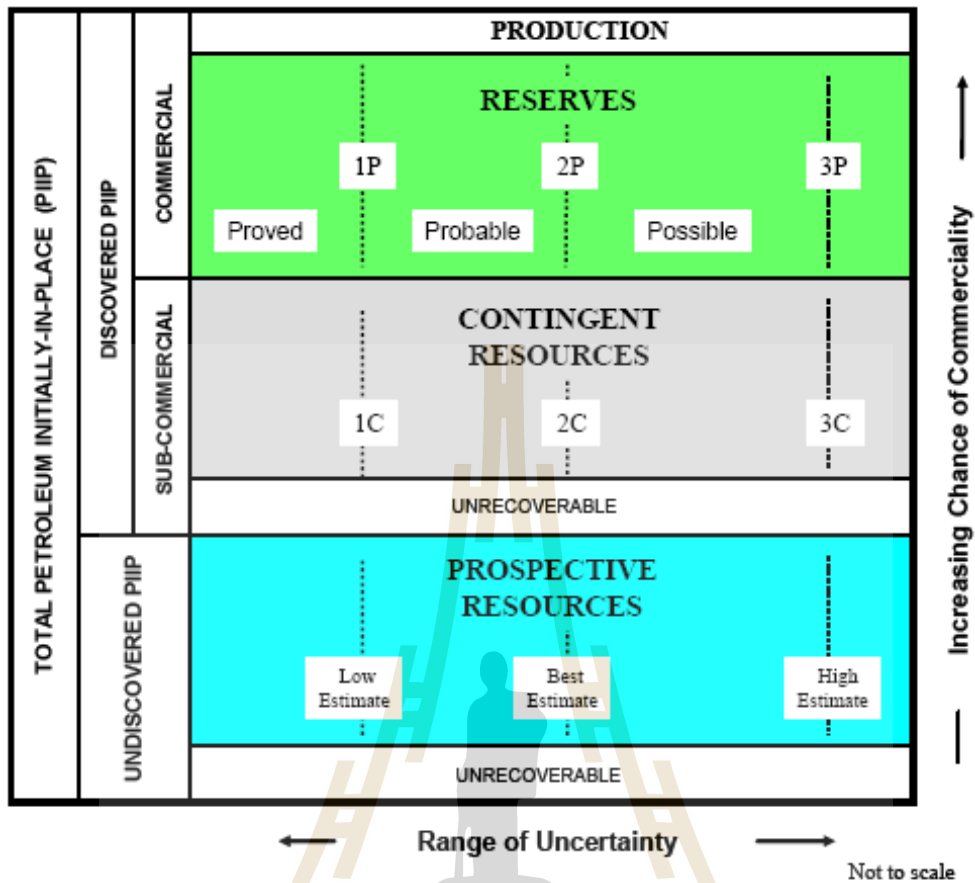 TOTAL PETROLEUM INITIALLY-IN-PLACE (PIIP)
DISCOVERED PIIP
UNDISCOVERED PIIP
COMMERCIAL
SUB-COMMERCIAL
PRODUCTION
RESERVES
1P 2P 3P
Proved Probable Possible
CONTINGENT
RESOURCES
1C 2C 3C
UNRECOVERABLE
PROSPECTIVE
RESOURCES
Low
Estimate
Best
Estimate
High
Estimate
UNRECOVERABLE
Increasing Chance of Commerciality
Range of Uncertainty
Not to scale